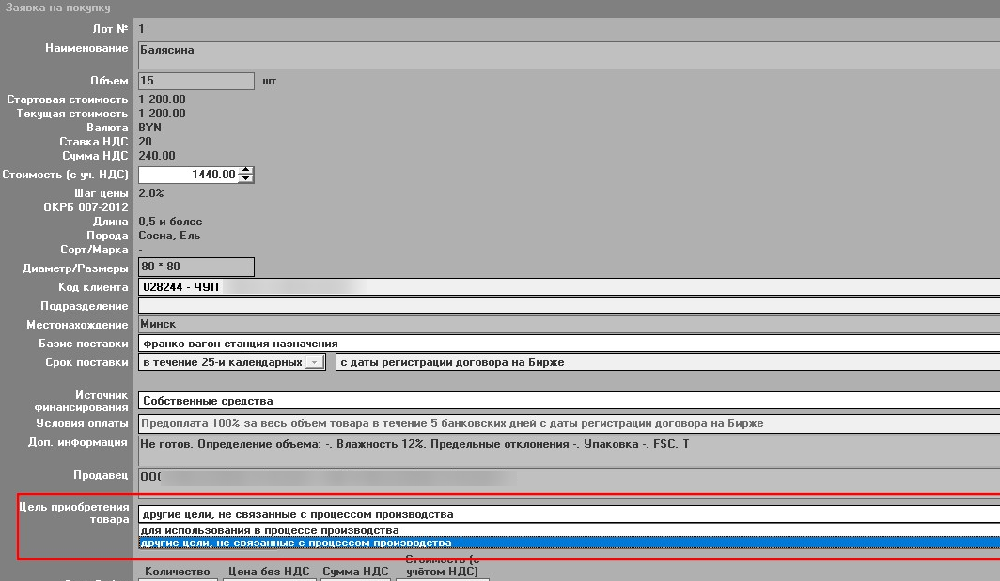 Заявка на покупку
Лот № 1
Наименование Балясина
Объем 15 шт
Стартовая стоимость 1 200.00
Текущая стоимость 1 200.00
Валюта BYN
Ставка НДС 20
Сумма НДС 240.00
Стоимость (с уч. НДС) 1440.00
Шаг цены 2.0%
ОКРБ 007-2012
Длина 0,5 и более
Порода Сосна, Ель
Сорт/Марка -
Диаметр/Размеры 80 * 80
Код клиента 028244 - ЧУП
Подразделение
Местонахождение Минск
Базис поставки франко-вагон станция назначения
Срок поставки в течение 25-и календарных с даты регистрации договора на Бирже
Источник
финансирования Собственные средства
Условия оплаты Предоплата 100% за весь объем товара в течение 5 банковских дней с даты регистрации договора на Бирже
Доп. информация Не готов. Определение объема: -. Влажность 12%. Предельные отклонения -. Упаковка -. FSC. Т
Продавец ООО
Цель приобретения
товара другие цели, не связанные с процессом производства
для использования в процессе производства
другие цели, не связанные с процессом производства
Количество Цена без НДС Сумма НДС Стоимость (с
учётом НДС)